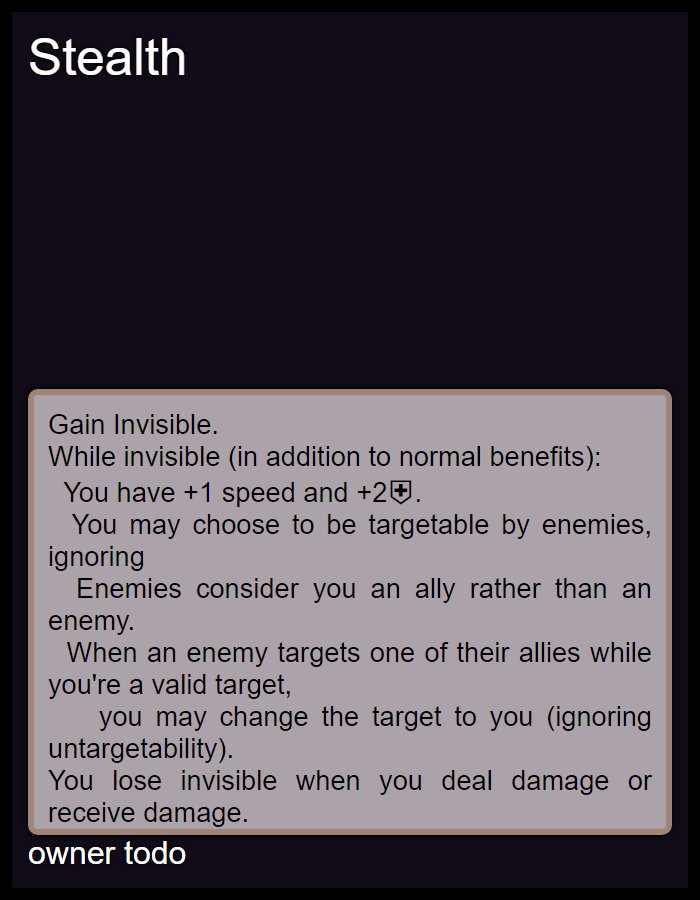 Stealth
Gain Invisible.
While invisible (in addition to normal benefits):
You have +1 speed and +2⛨.
You may choose to be targetable by enemies,
ignoring
Enemies consider you an ally rather than an
enemy.
When an enemy targets one of their allies while
you're a valid target,
you may change the target to you (ignoring
untargetability).
You lose invisible when you deal damage or
receive damage.
owner todo